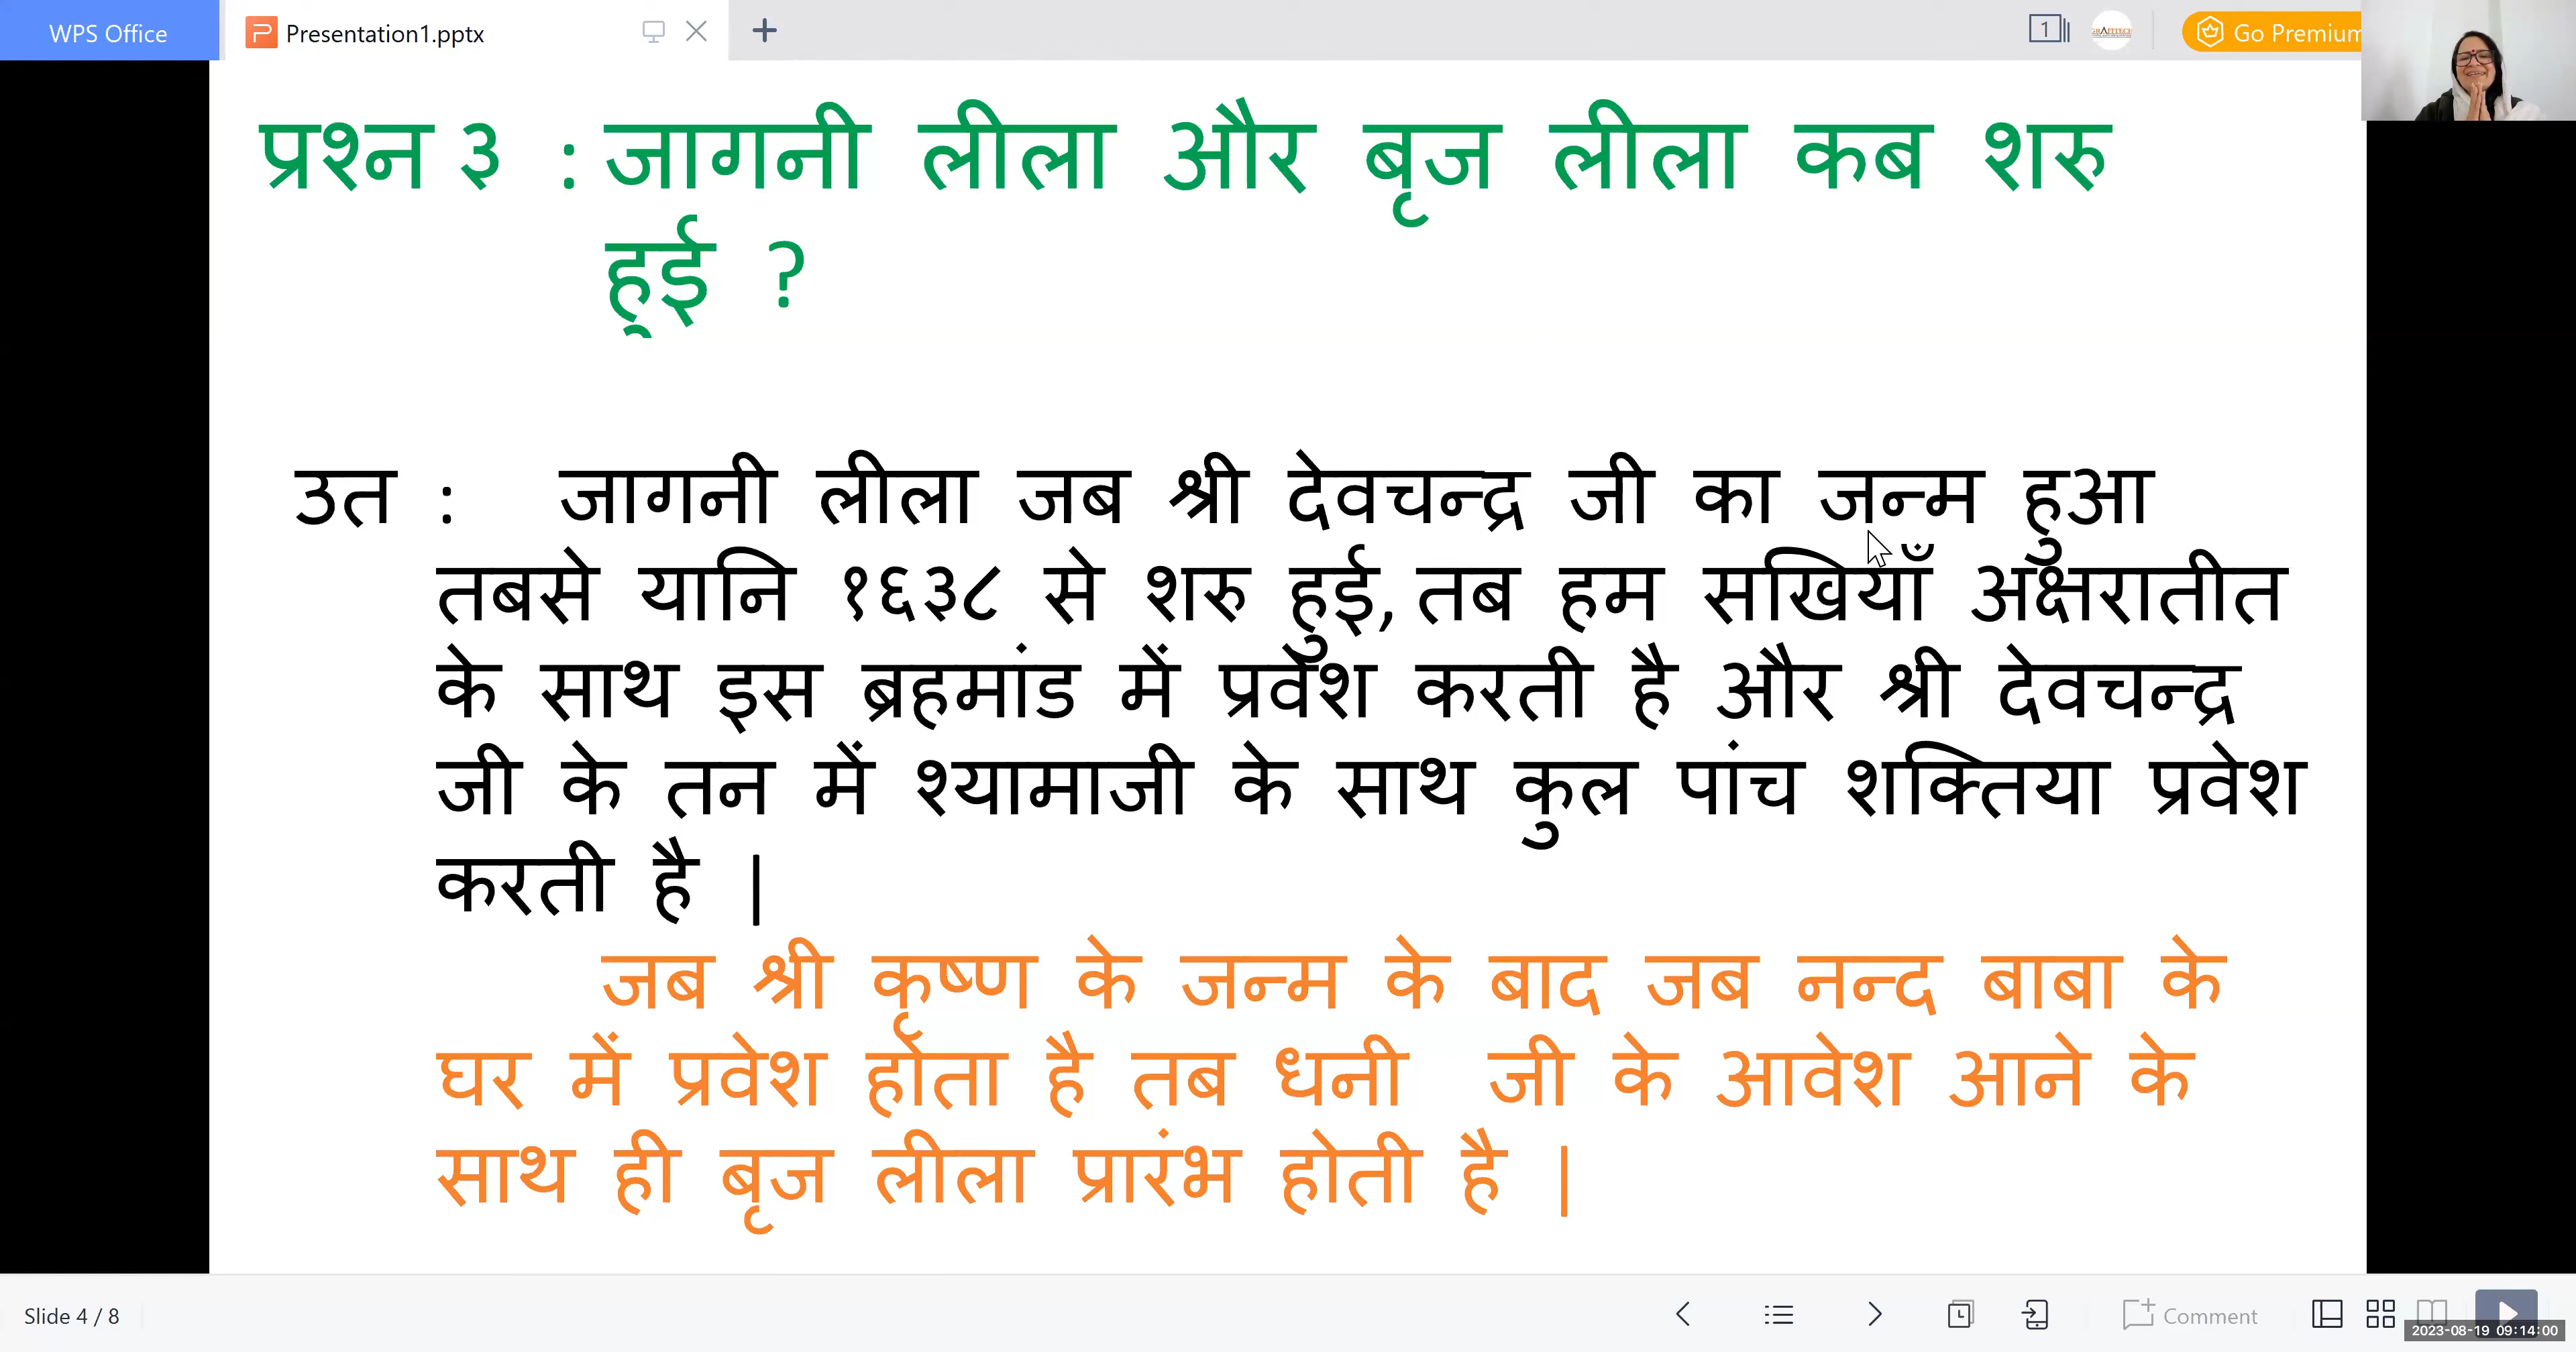 WPS Office
Presentation1.pptx
1
Go Premium
प्रश्न ३ : जागनी लीला और बृज लीला कब शरु
हुई ?
उत : जागनी लीला जब श्री देवचन्द्र जी का जन्म हुआ
तबसे यानि १६३८ से शरु हुई, तब हम सखियाँ अक्षरातीत
के साथ इस ब्रहमांड में प्रवेश करती है और श्री देवचन्द्र
जी के तन में श्यामाजी के साथ कुल पांच शक्तिया प्रवेश
करती है |
जब श्री कृष्ण के जन्म के बाद जब नन्द बाबा के
घर में प्रवेश होता है तब धनी जी के आवेश आने के
साथ ही बृज लीला प्रारंभ होती है |
Slide 4 / 8
Comment
2023-08-19 09:14:00